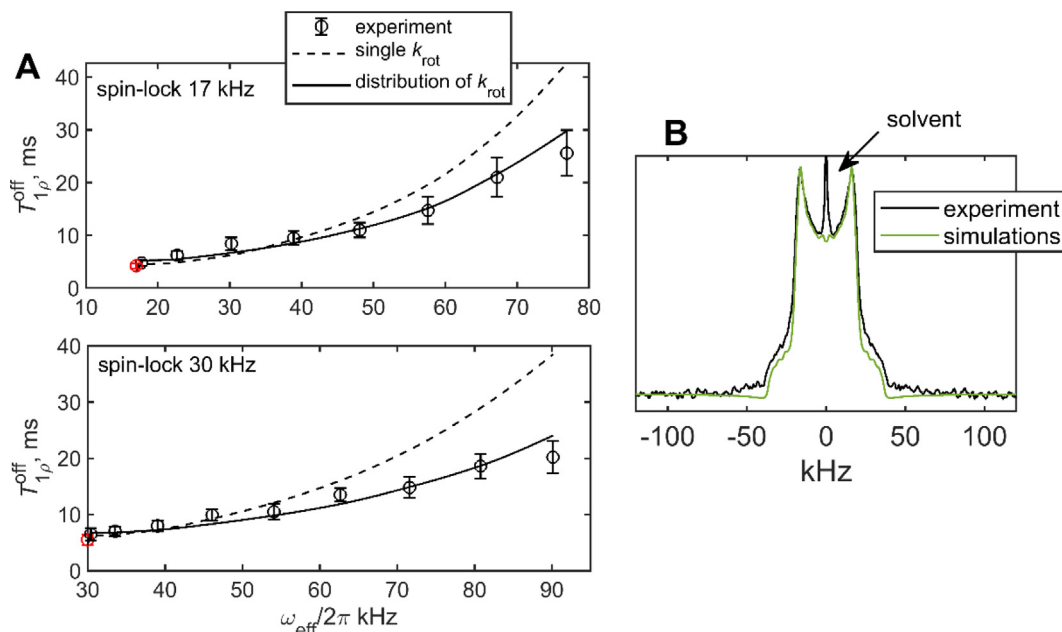 A
experiment
single k_rot
distribution of k_rot
spin-lock 17 kHz
T_1ρ^off, ms
40
30
20
10
0
10 20 30 40 50 60 70 80
spin-lock 30 kHz
T_1ρ^off, ms
40
30
20
10
0
30 40 50 60 70 80 90
ω_eff/2π kHz
B
solvent
experiment
simulations
-100 -50 0 50 100
kHz